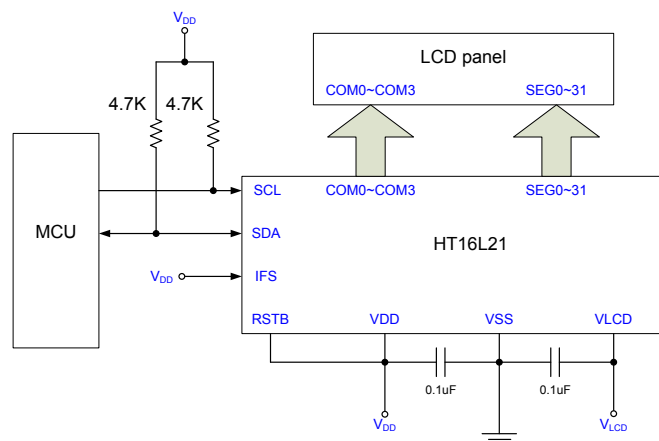 VDD
LCD panel
4.7K 4.7K
COM0~COM3 SEG0~31
MCU
SCL COM0~COM3 SEG0~31
SDA
HT16L21
VDD IFS
RSTB VDD VSS VLCD
0.1uF 0.1uF
VDD VLCD